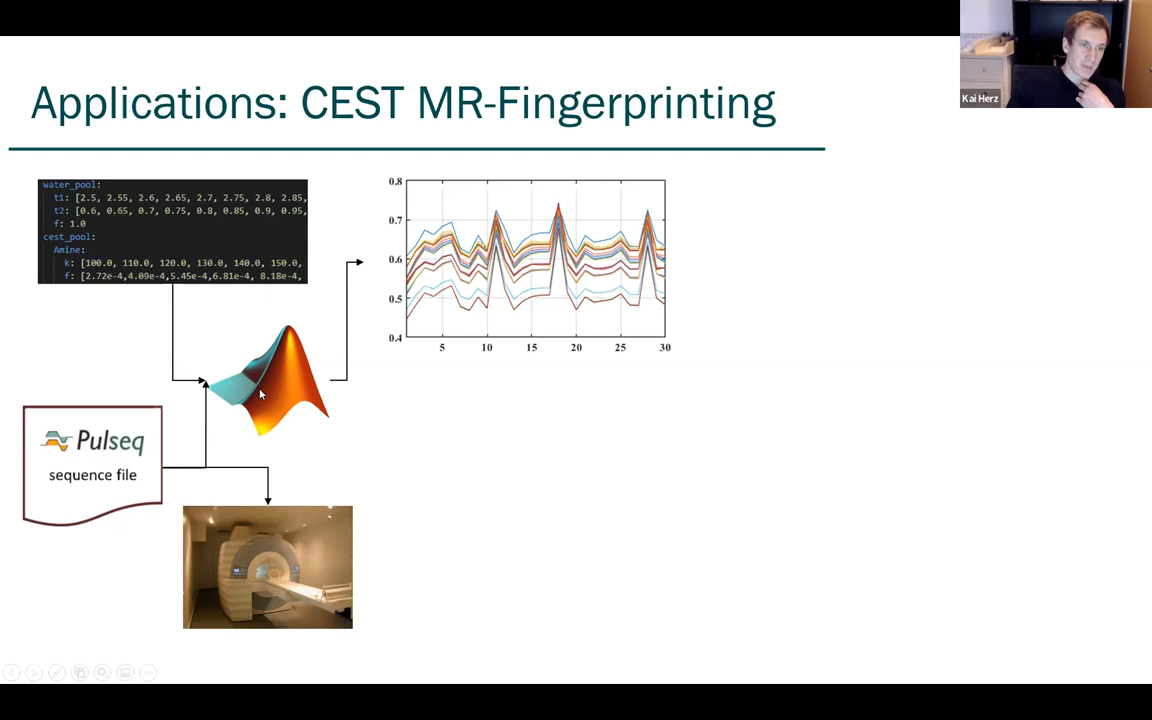 Kai Herz
Applications: CEST MR-Fingerprinting
water_pool:
t1: [2.5, 2.55, 2.6, 2.65, 2.7, 2.75, 2.8, 2.85,
t2: [0.6, 0.65, 0.7, 0.75, 0.8, 0.85, 0.9, 0.95,
f: 1.0
cest_pool:
Amine:
k: [100.0, 110.0, 120.0, 130.0, 140.0, 150.0,
f: [2.72e-4,4.09e-4,5.45e-4,6.81e-4, 8.18e-4,
0.8
0.7
0.6
0.5
0.4
5 10 15 20 25 30
Pulseq
sequence file